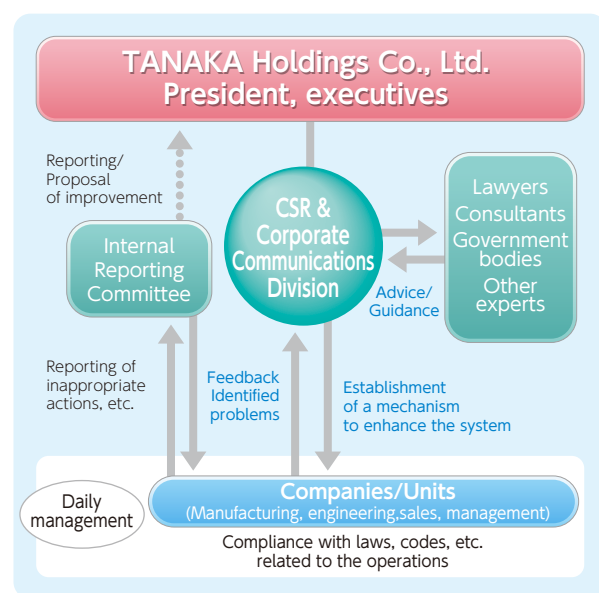 TANAKA Holdings Co., Ltd.
President, executives
Reporting/
Proposal
of improvement
Internal
Reporting
Committee
CSR &
Corporate
Communications
Division
Lawyers
Consultants
Government
bodies
Other
experts
Advice/
Guidance
Reporting of
inappropriate
actions, etc.
Feedback
Identified
problems
Establishment
of a mechanism
to enhance the system
Daily
management
Companies/Units
(Manufacturing, engineering,sales, management)
Compliance with laws, codes, etc.
related to the operations